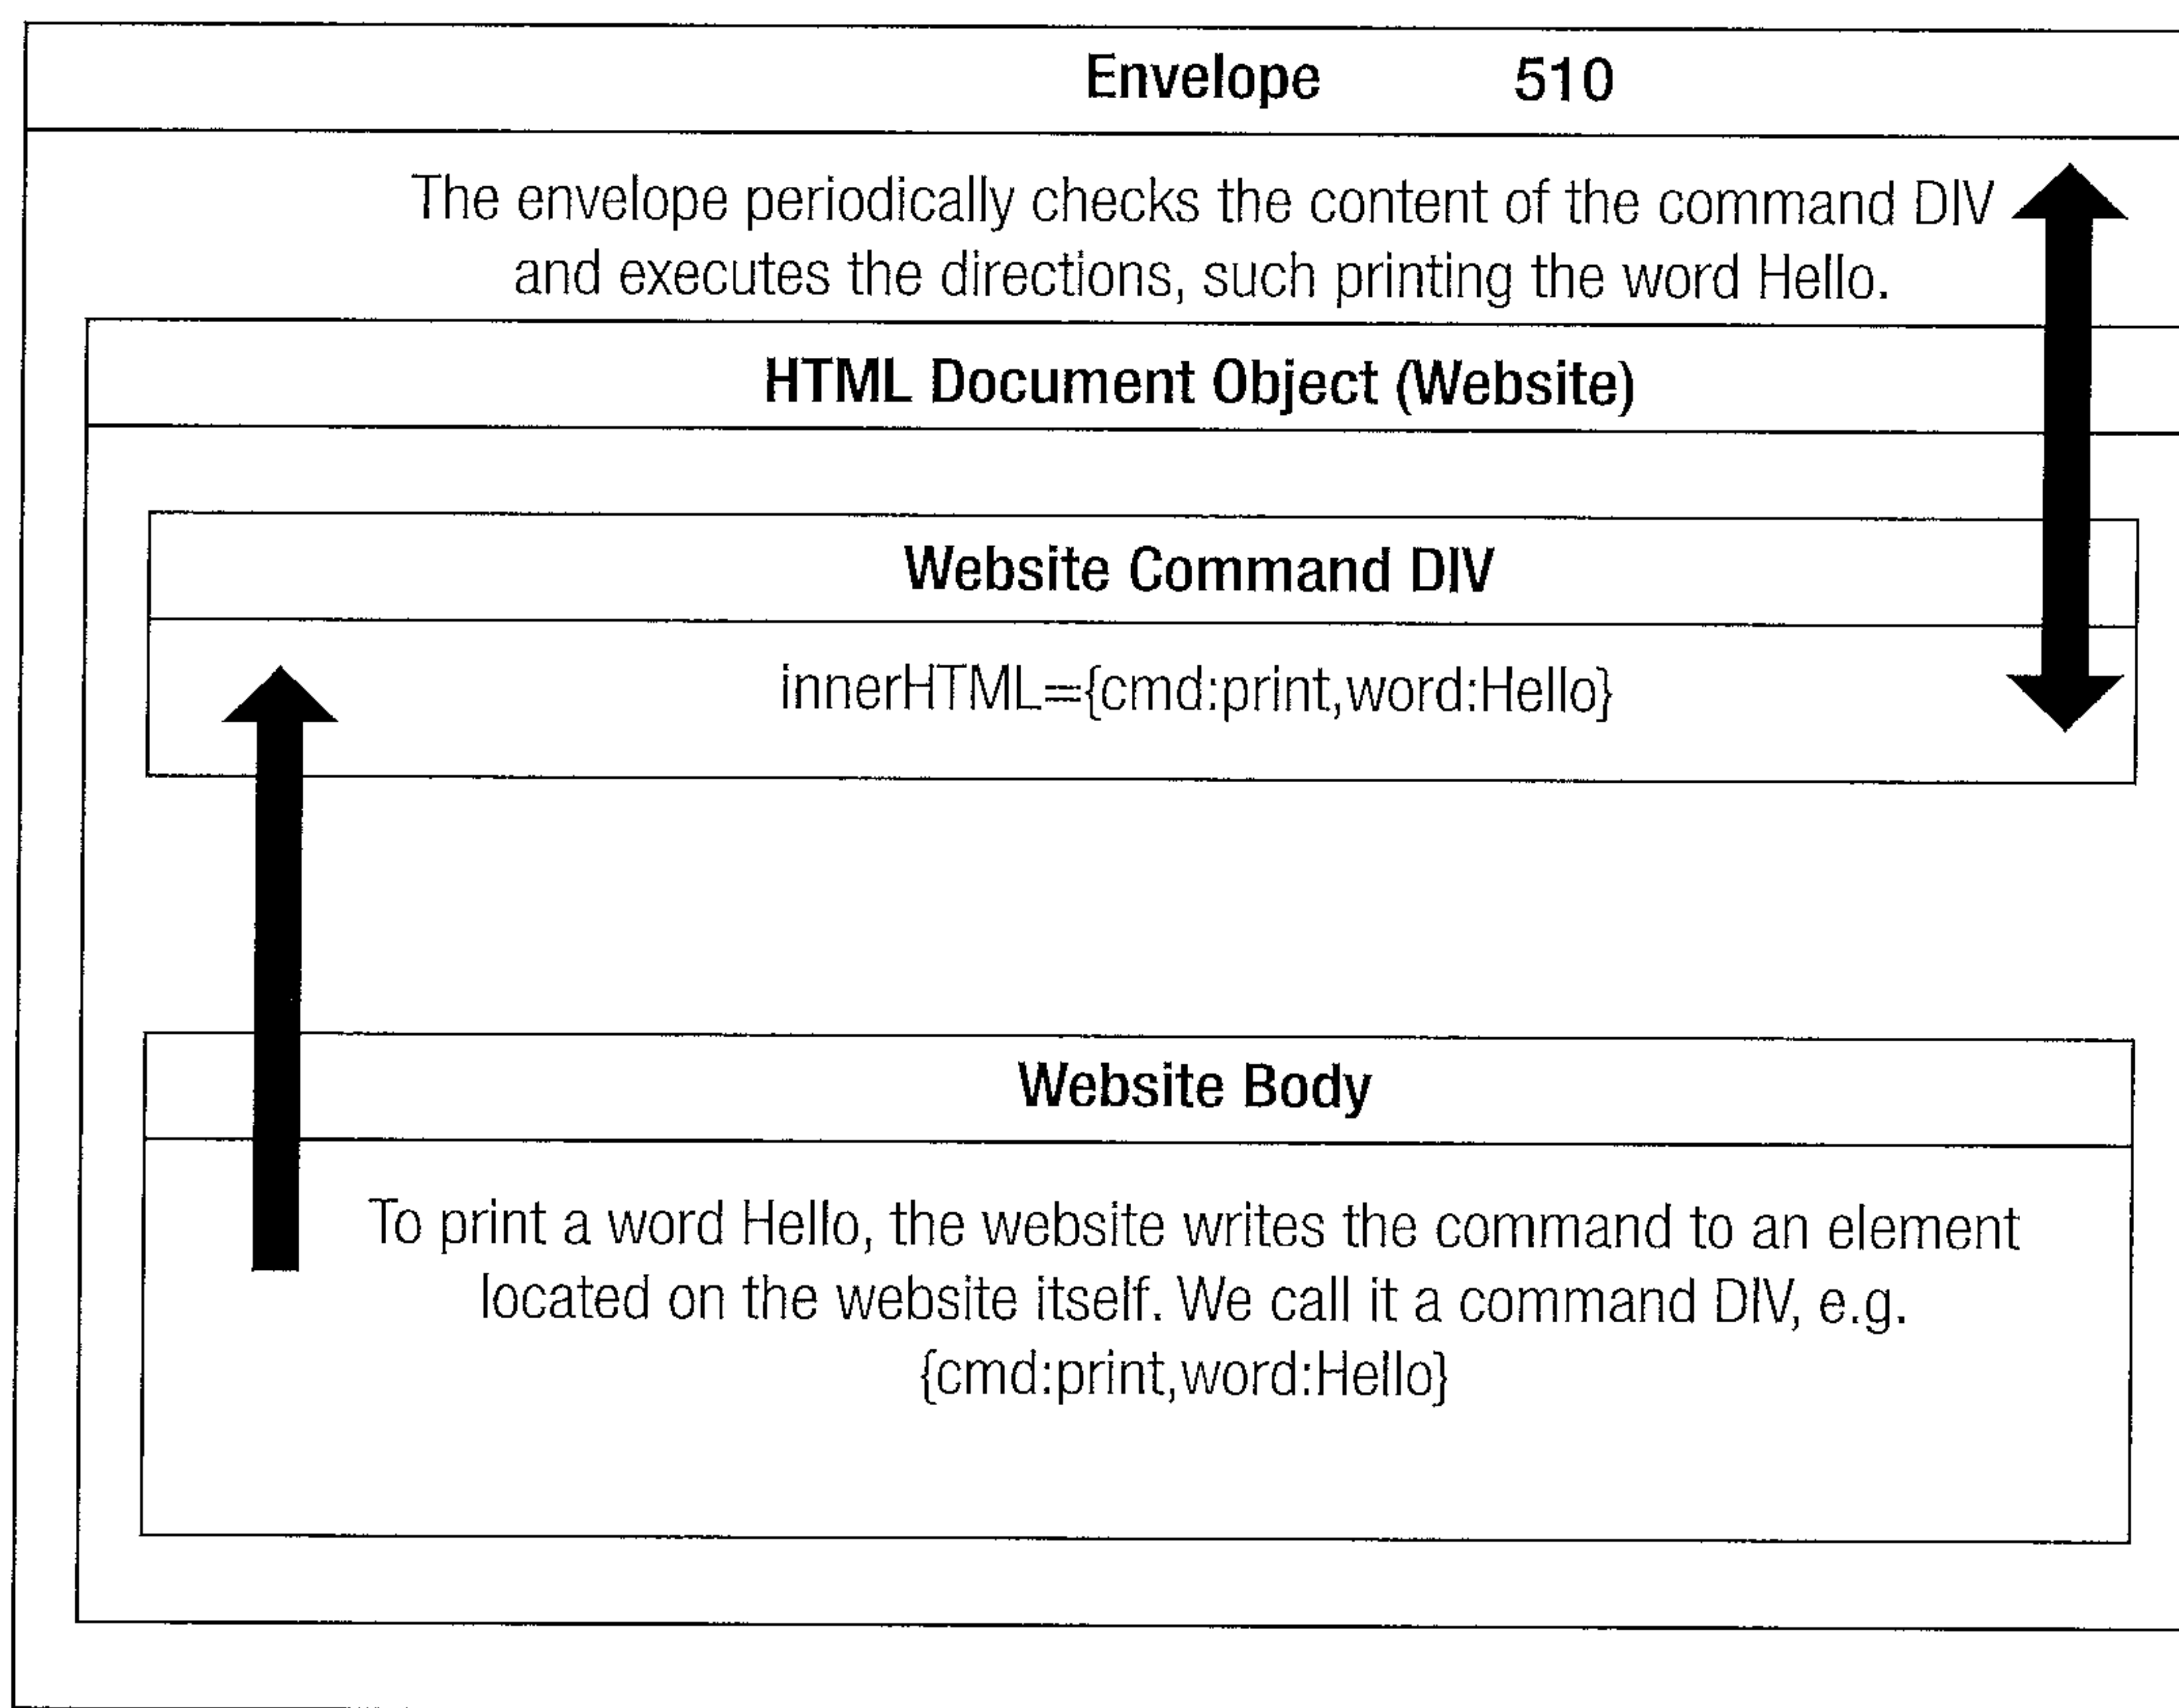 Envelope 510
The envelope periodically checks the content of the command DIV
and executes the directions, such printing the word Hello.
HTML Document Object (Website)
Website Command DIV
innerHTML={cmd:print,word:Hello}
Website Body
To print a word Hello, the website writes the command to an element
located on the website itself. We call it a command DIV, e.g.
{cmd:print,word:Hello}